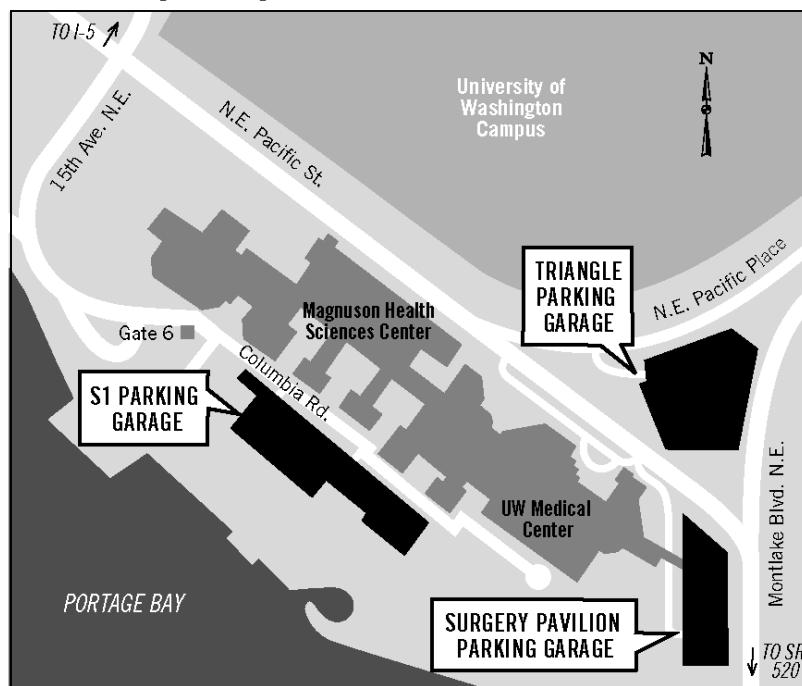 TO I-5
15th Ave. N.E.
N.E. Pacific St.
University of
Washington
Campus
N
TRIANGLE
PARKING
GARAGE
N.E. Pacific Place
Magnuson Health
Sciences Center
Gate 6
Columbia Rd.
S1 PARKING
GARAGE
UW Medical
Center
Montlake Blvd. N.E.
PORTAGE BAY
SURGERY PAVILION
PARKING GARAGE
TO SR
520